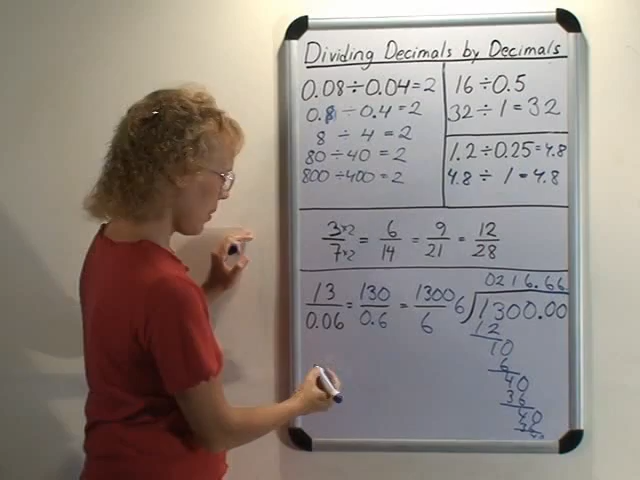 Dividing Decimals by Decimals
0.08 ÷ 0.04 = 2
0.8 ÷ 0.4 = 2
8 ÷ 4 = 2
80 ÷ 40 = 2
800 ÷ 400 = 2
16 ÷ 0.5
32 ÷ 1 = 32
1.2 ÷ 0.25 = 4.8
4.8 ÷ 1 = 4.8
3 ×2 / 7 ×2 = 6/14 = 9/21 = 12/28
13/0.06 = 130/0.6 = 1300/6
0216.66
6)1300.00
12
10
6
40
36
40
36